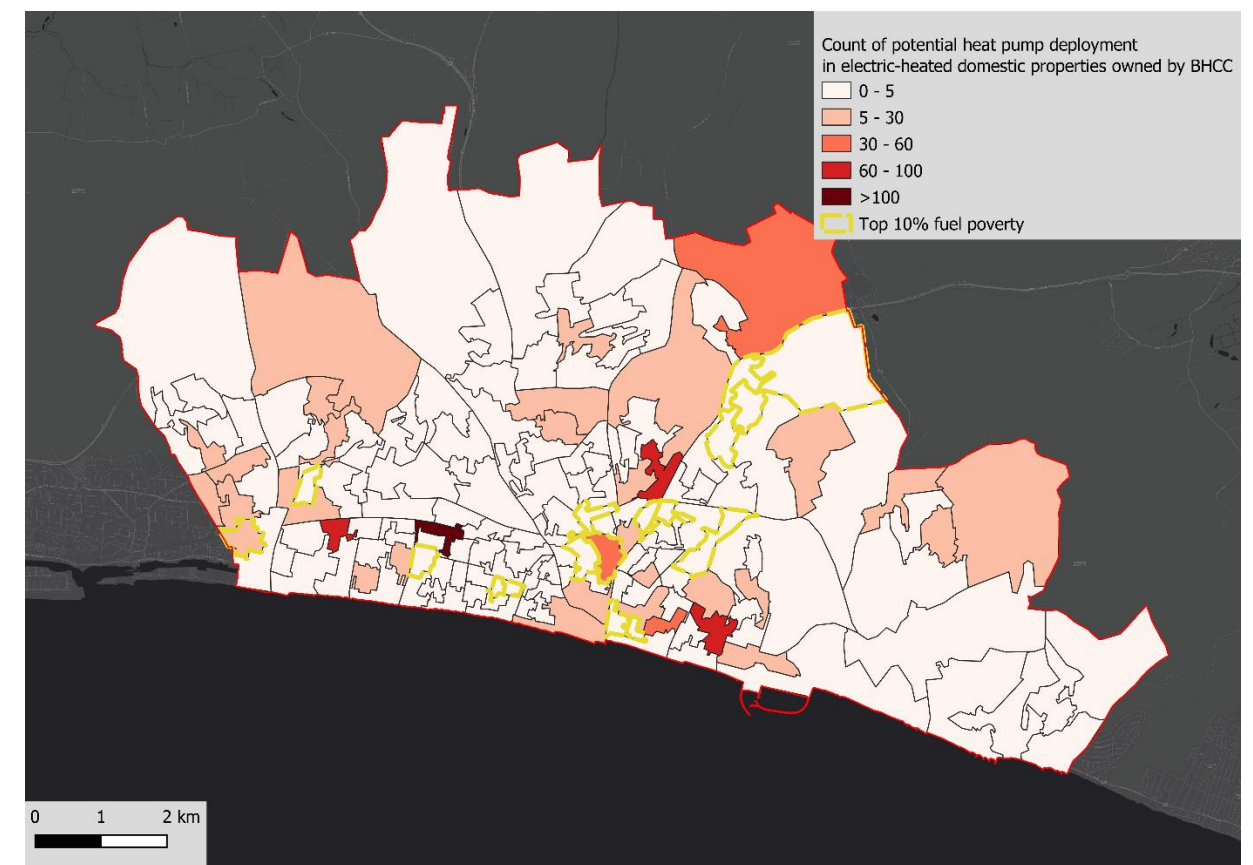 Count of potential heat pump deployment
in electric-heated domestic properties owned by BHCC
0 - 5
5 - 30
30 - 60
60 - 100
>100
Top 10% fuel poverty
0 1 2 km